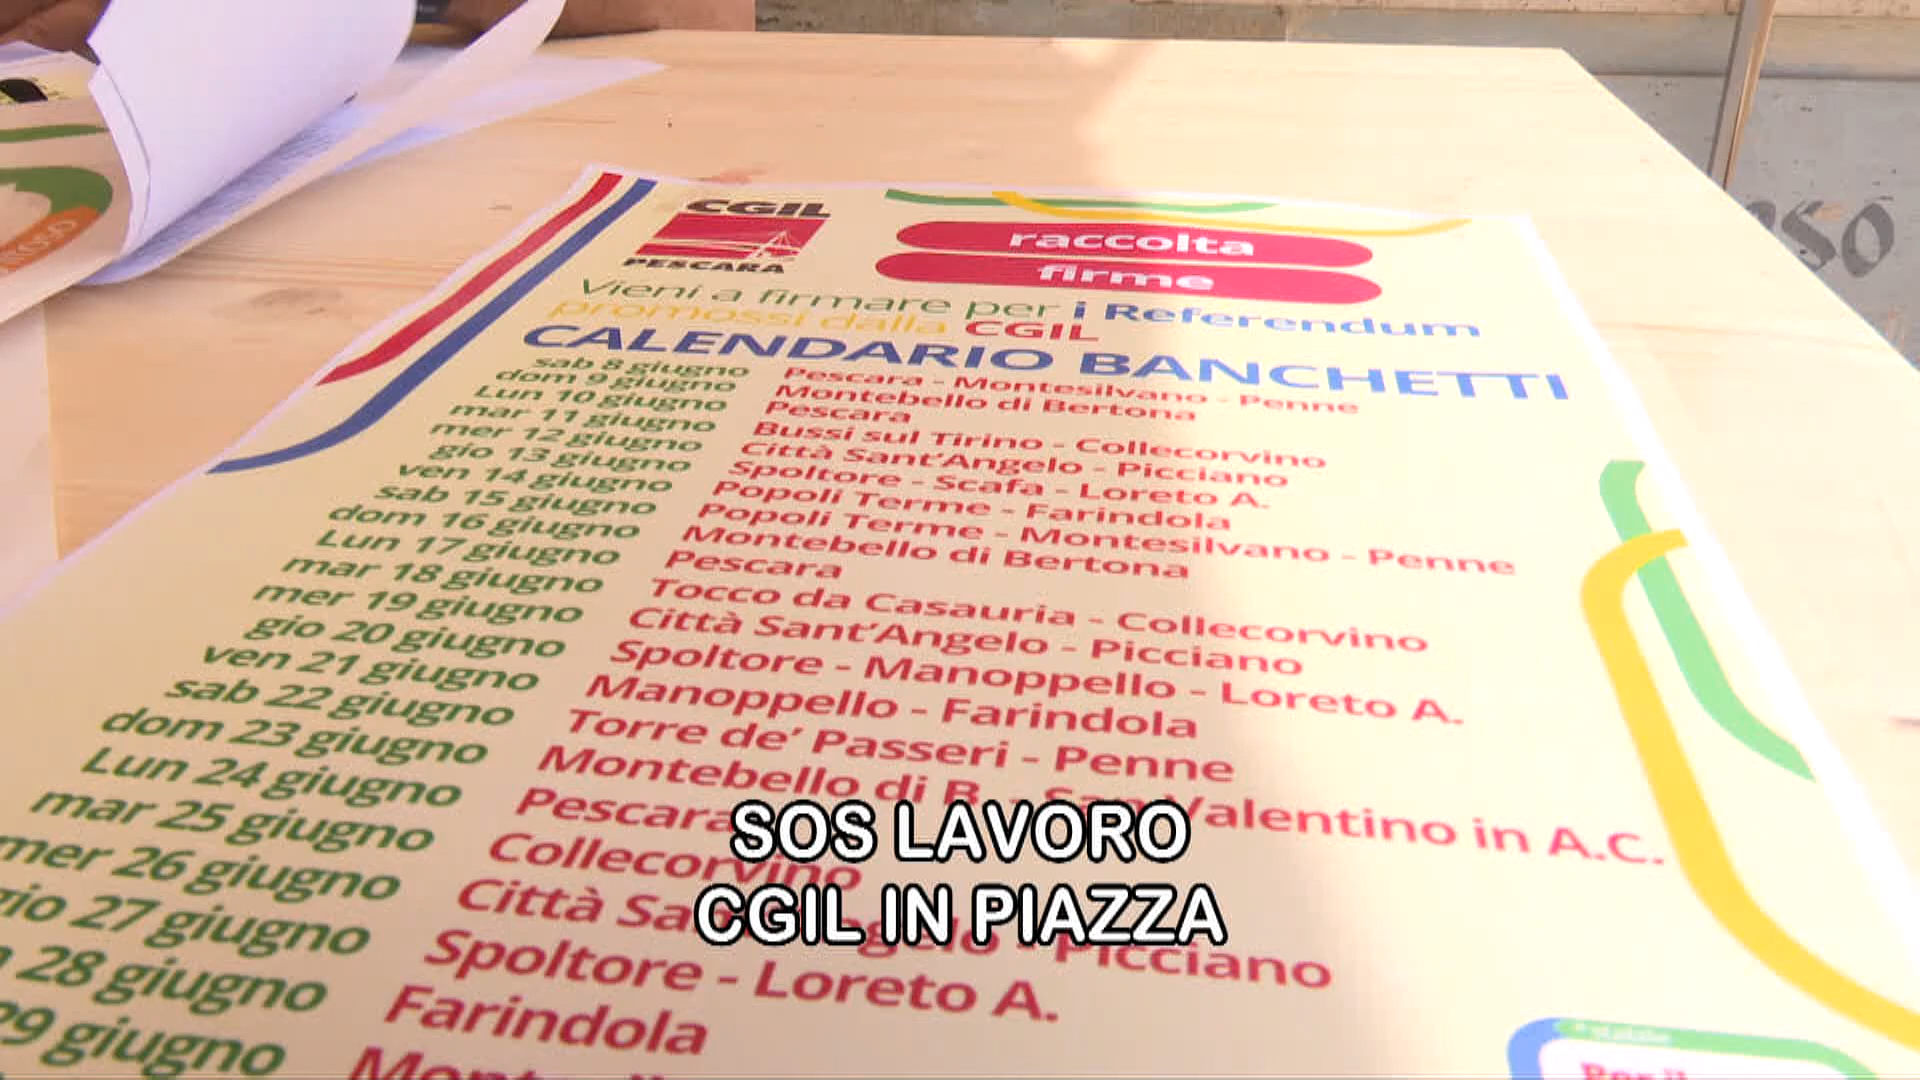 CGIL
PESCARA
raccolta
firme
Vieni a firmare per i Referendum
promossi dalla CGIL
CALENDARIO BANCHETTI
sab 8 giugno Pescara - Montesilvano - Penne
dom 9 giugno Montebello di Bertona
Lun 10 giugno Pescara
mar 11 giugno Bussi sul Tirino - Collecorvino
mer 12 giugno Città Sant'Angelo - Picciano
gio 13 giugno Spoltore - Scafa - Loreto A.
ven 14 giugno Popoli Terme - Farindola
sab 15 giugno Popoli Terme - Montesilvano - Penne
dom 16 giugno Montebello di Bertona
Lun 17 giugno Pescara
mar 18 giugno Tocco da Casauria - Collecorvino
mer 19 giugno Città Sant'Angelo - Picciano
gio 20 giugno Spoltore - Manoppello - Loreto A.
ven 21 giugno Manoppello - Farindola
sab 22 giugno Torre de' Passeri - Penne
dom 23 giugno Montebello di B. - San Valentino in A.C.
Lun 24 giugno Pescara
mar 25 giugno Collecorvino
mer 26 giugno Città Sant'Angelo - Picciano
gio 27 giugno Spoltore - Loreto A.
28 giugno Farindola
29 giugno
SOS LAVORO
CGIL IN PIAZZA